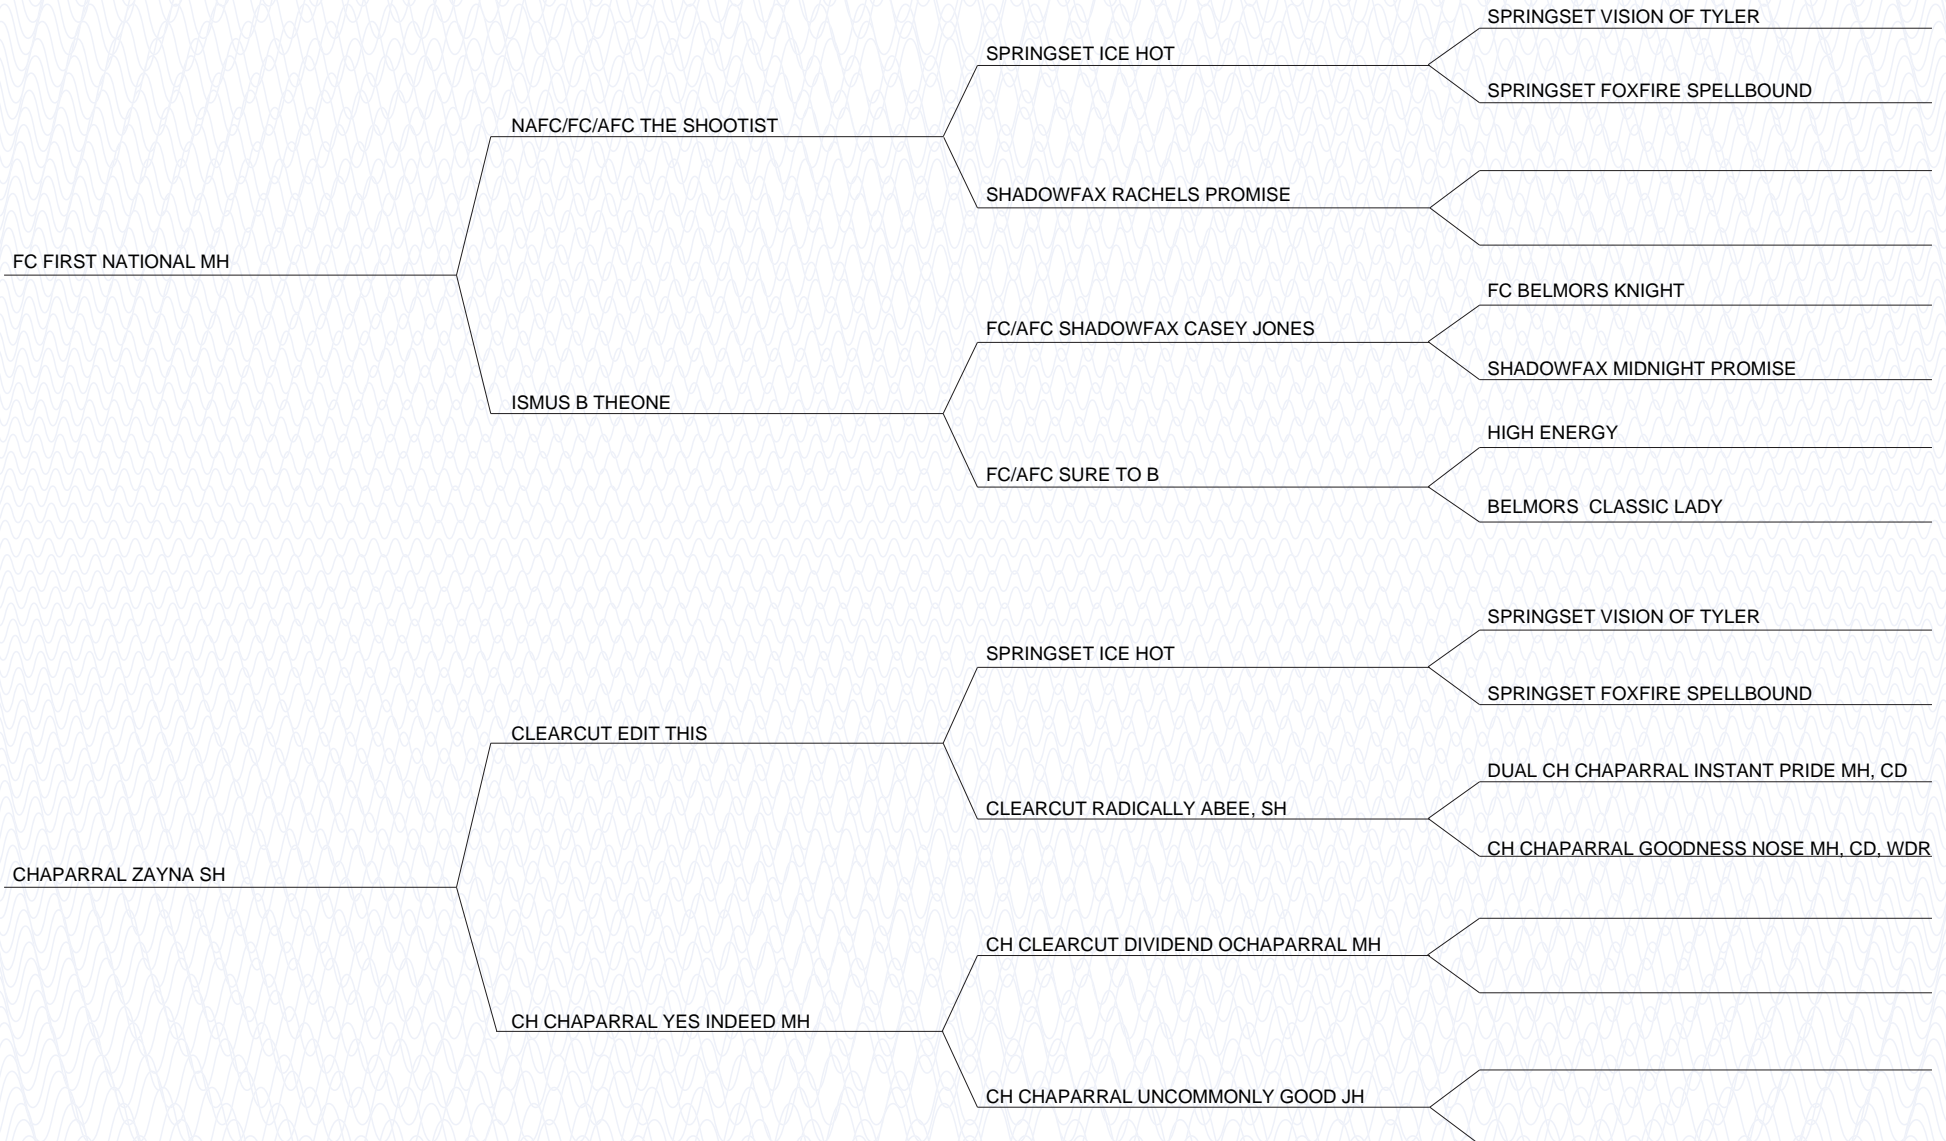 SPRINGSET VISION OF TYLER
SPRINGSET ICE HOT
SPRINGSET FOXFIRE SPELLBOUND
NAFC/FC/AFC THE SHOOTIST
SHADOWFAX RACHELS PROMISE
FC FIRST NATIONAL MH
FC BELMORS KNIGHT
FC/AFC SHADOWFAX CASEY JONES
SHADOWFAX MIDNIGHT PROMISE
ISMUS B THEONE
HIGH ENERGY
FC/AFC SURE TO B
BELMORS  CLASSIC LADY
SPRINGSET VISION OF TYLER
SPRINGSET ICE HOT
SPRINGSET FOXFIRE SPELLBOUND
CLEARCUT EDIT THIS
DUAL CH CHAPARRAL INSTANT PRIDE MH, CD
CLEARCUT RADICALLY ABEE, SH
CH CHAPARRAL GOODNESS NOSE MH, CD, WDR
CHAPARRAL ZAYNA SH
CH CLEARCUT DIVIDEND OCHAPARRAL MH
CH CHAPARRAL YES INDEED MH
CH CHAPARRAL UNCOMMONLY GOOD JH